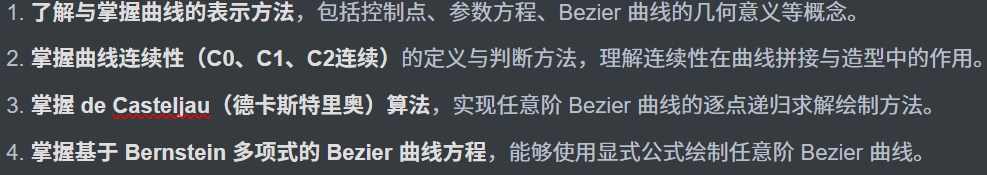 1. 了解与掌握曲线的表示方法，包括控制点、参数方程、Bezier 曲线的几何意义等概念。
2. 掌握曲线连续性（C0、C1、C2连续）的定义与判断方法，理解连续性在曲线拼接与造型中的作用。
3. 掌握 de Casteljau（德卡斯特里奥）算法，实现任意阶 Bezier 曲线的逐点递归求解绘制方法。
4. 掌握基于 Bernstein 多项式的 Bezier 曲线方程，能够使用显式公式绘制任意阶 Bezier 曲线。